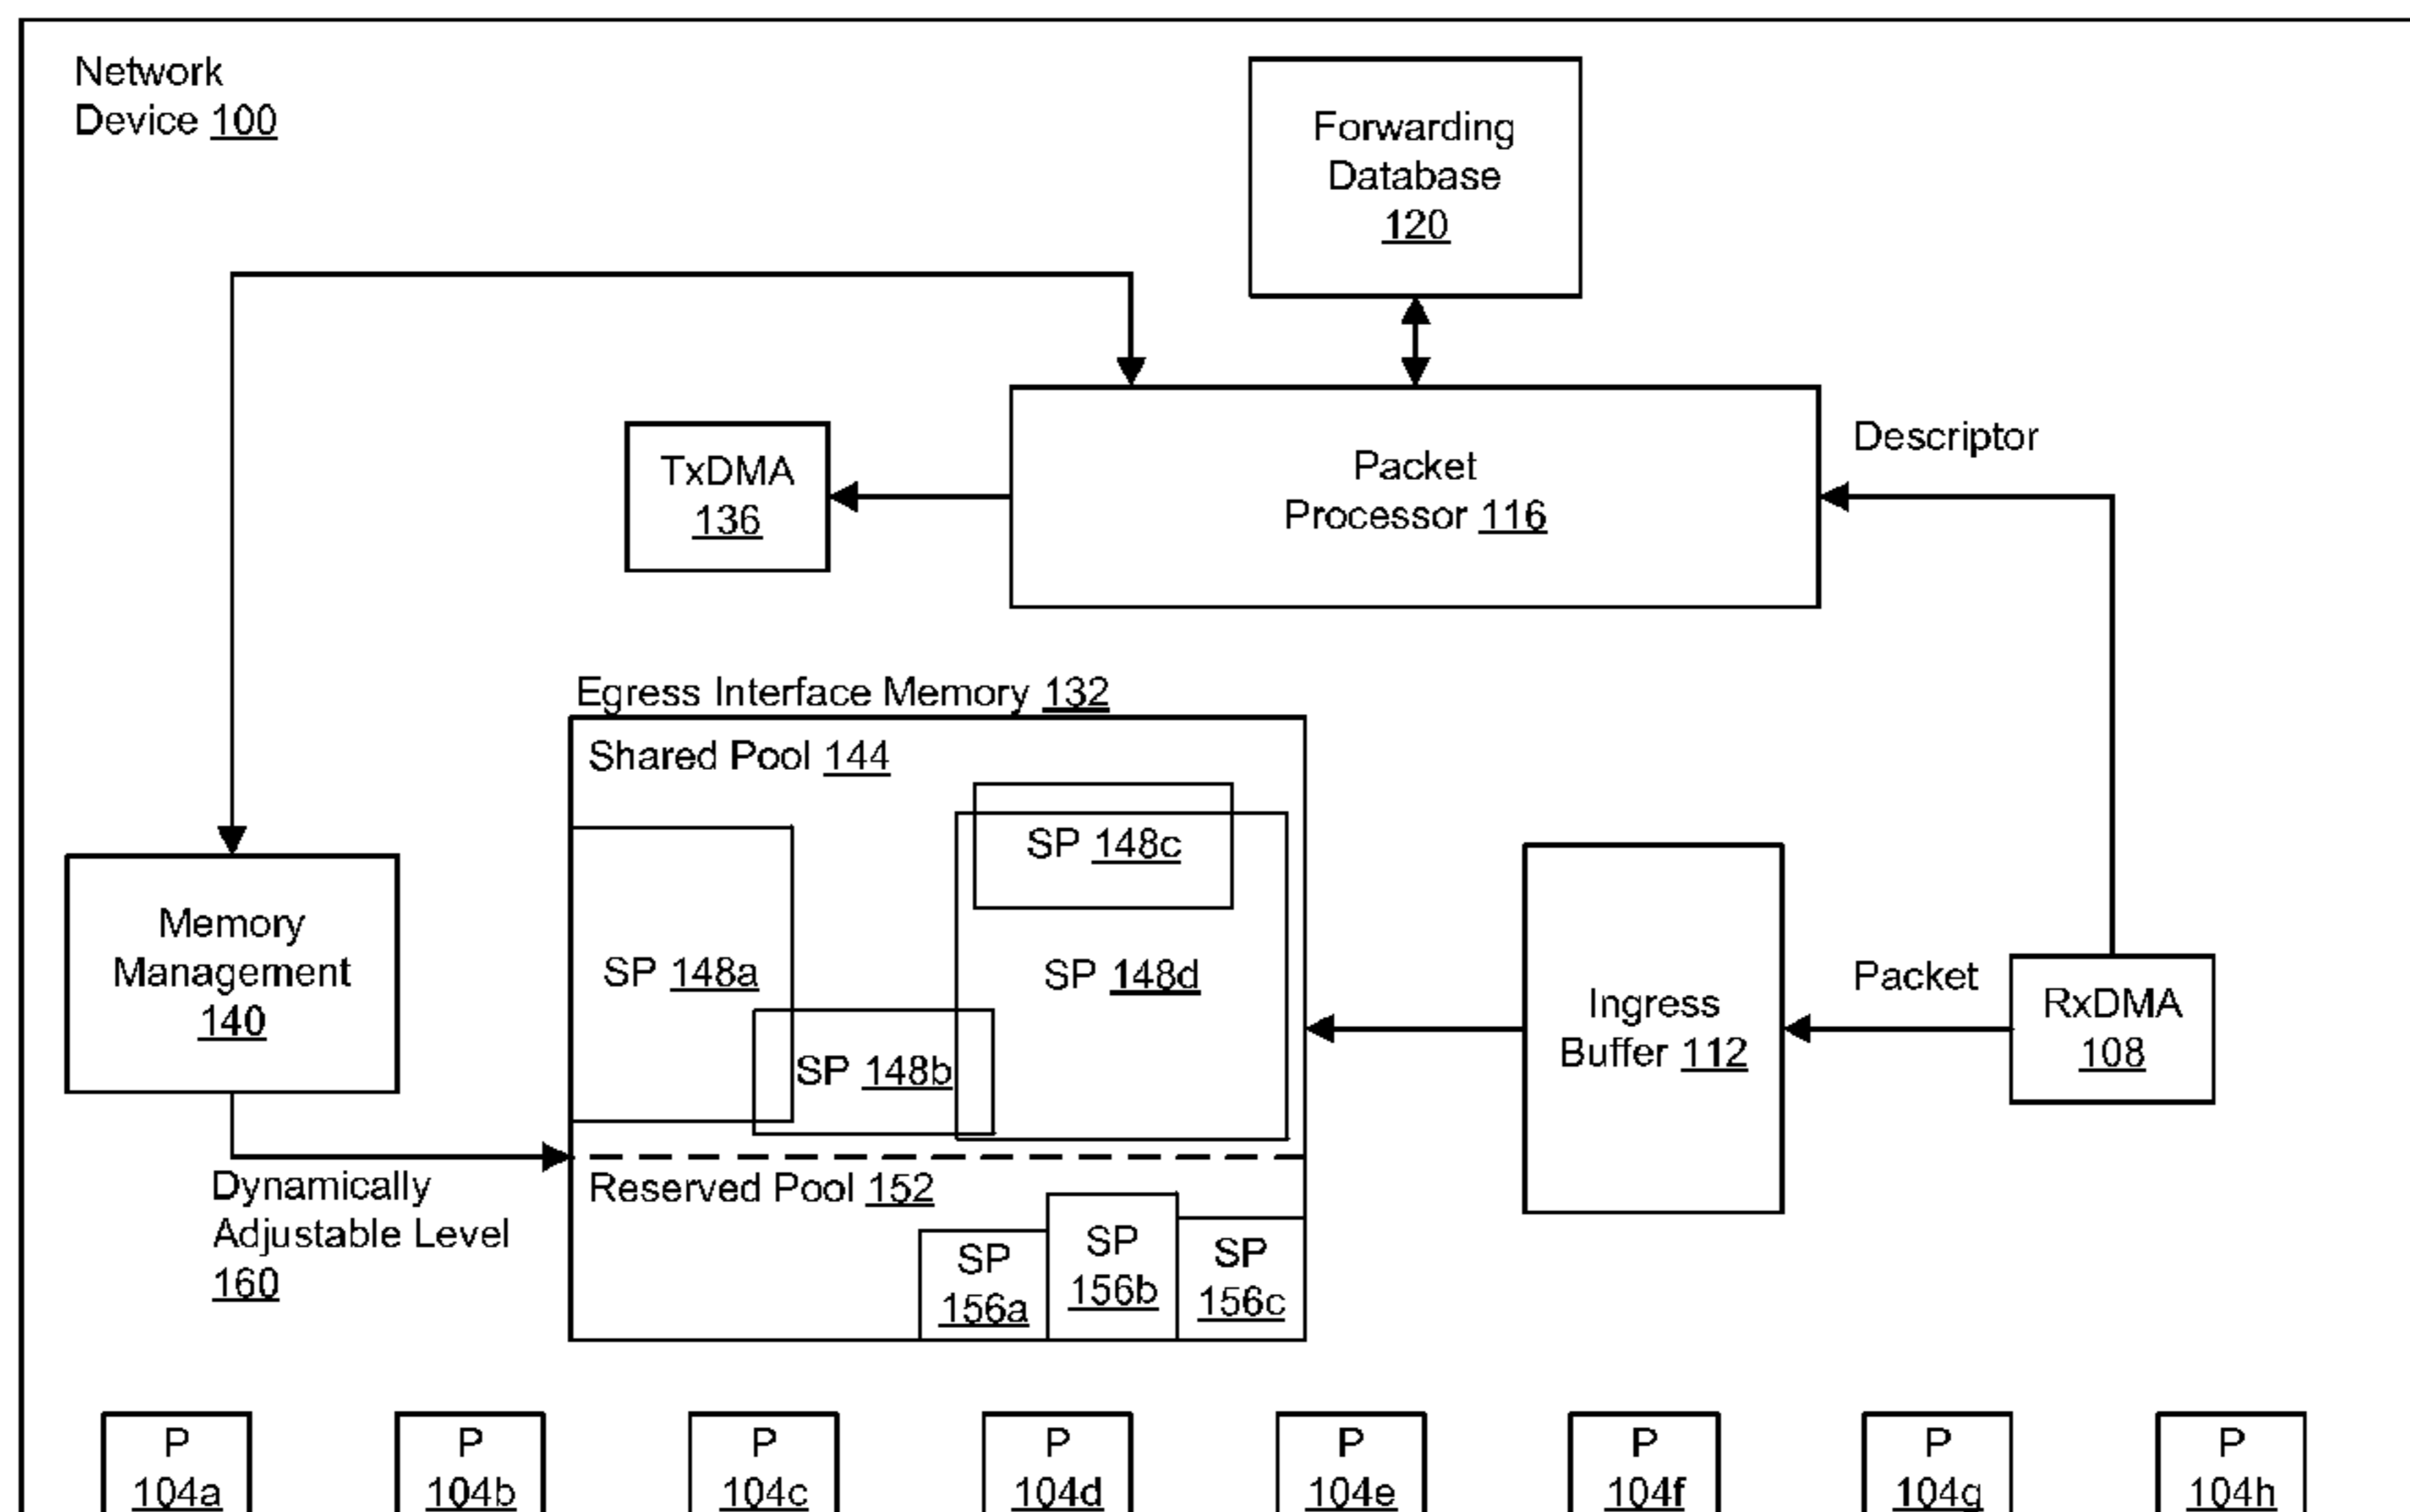 Network
Device 100
Forwarding
Database
120
TxDMA
136
Packet
Processor 116
Descriptor
Egress Interface Memory 132
Shared Pool 144
SP 148c
SP 148a
SP 148d
SP 148b
Memory
Management
140
Ingress
Buffer 112
Packet
RxDMA
108
Dynamically
Adjustable Level
160
Reserved Pool 152
SP
156a
SP
156b
SP
156c
P
104a
P
104b
P
104c
P
104d
P
104e
P
104f
P
104g
P
104h